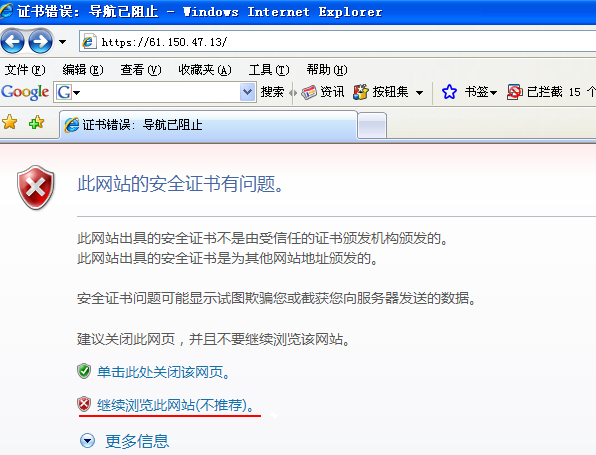 证书错误: 导航已阻止 - Windows Internet Explorer
https://61.150.47.13/
文件(F) 编辑(E) 查看(V) 收藏夹(A) 工具(T) 帮助(H)
Google G 搜索 资讯 按钮集 书签 已拦截 15 个
证书错误: 导航已阻止
此网站的安全证书有问题。
此网站出具的安全证书不是由受信任的证书颁发机构颁发的。
此网站出具的安全证书是为其他网站地址颁发的。
安全证书问题可能显示试图欺骗您或截获您向服务器发送的数据。
建议关闭此网页，并且不要继续浏览该网站。
单击此处关闭该网页。
继续浏览此网站(不推荐)。
更多信息